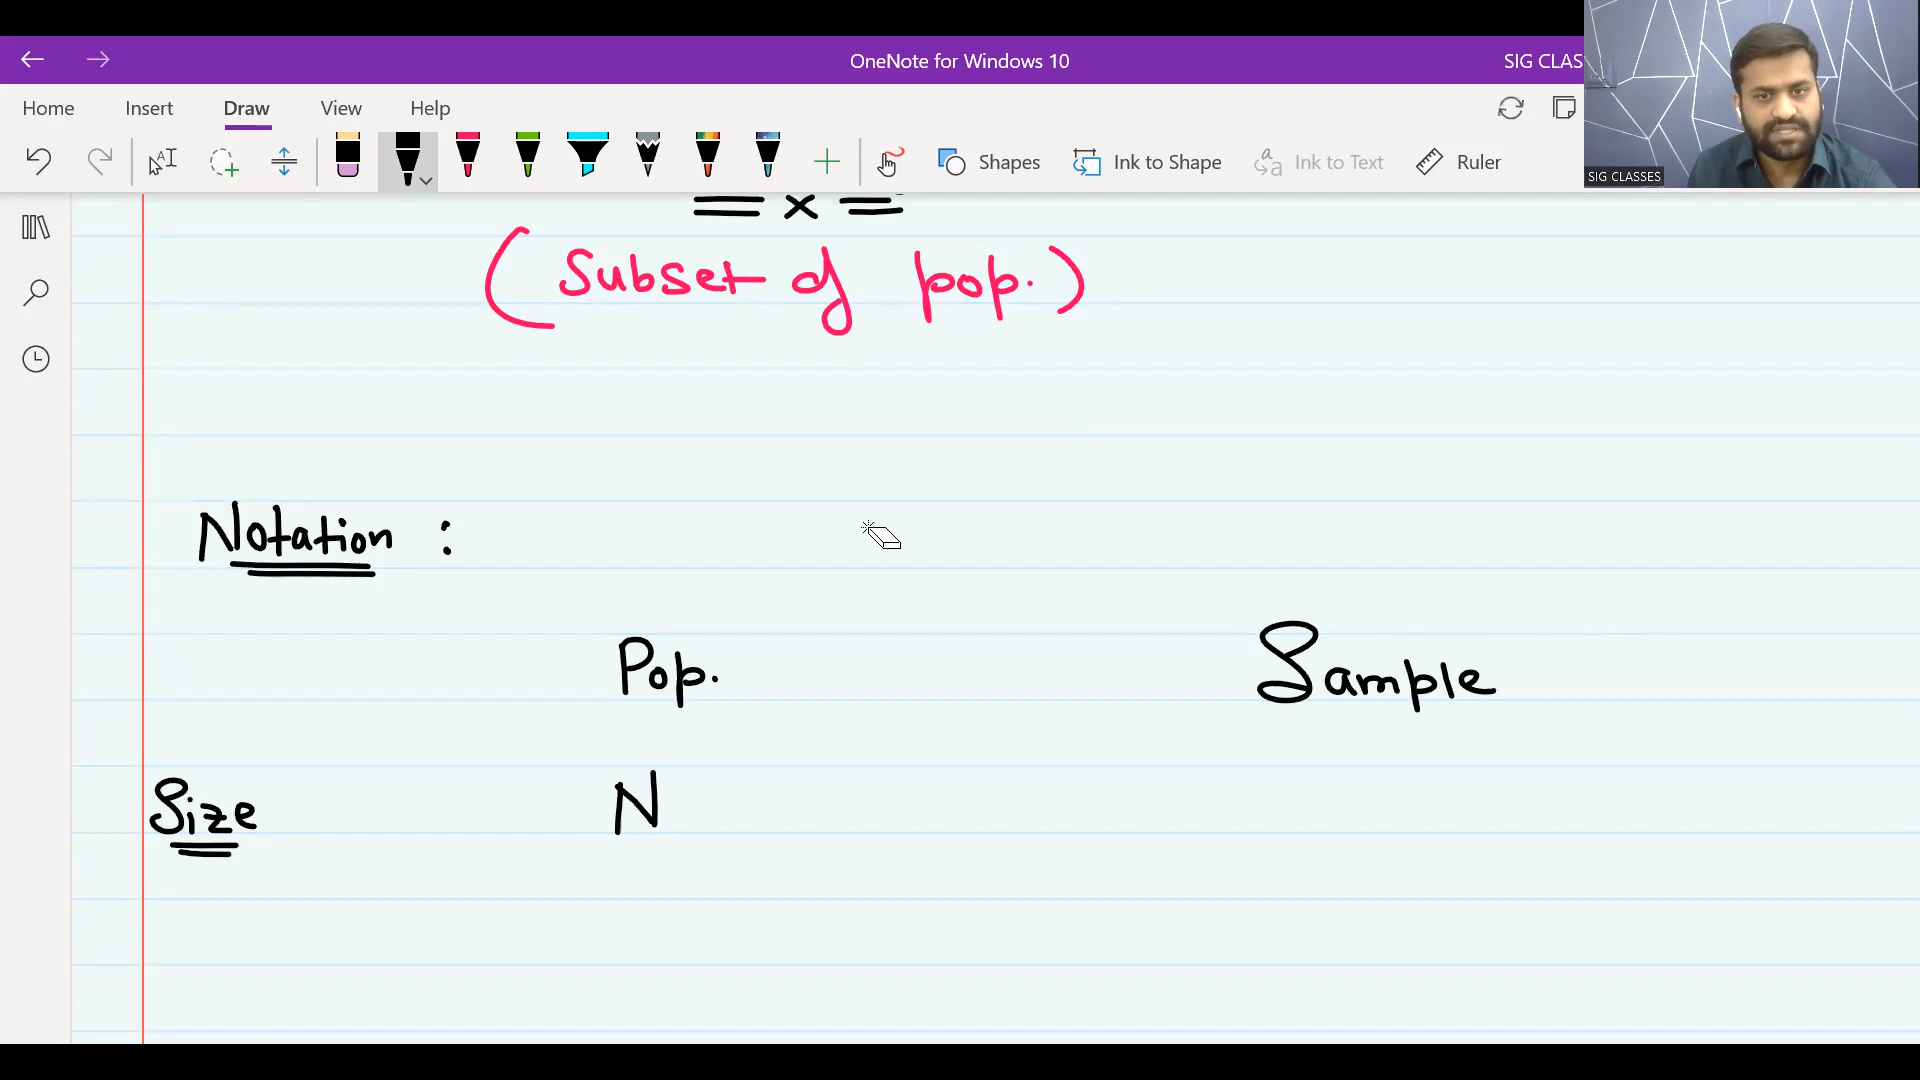 OneNote for Windows 10
SIG CLAS
Home Insert Draw View Help
Shapes Ink to Shape Ink to Text Ruler
SIG CLASSES
(Subset of pop.)
Notation :
Pop. Sample
Size N